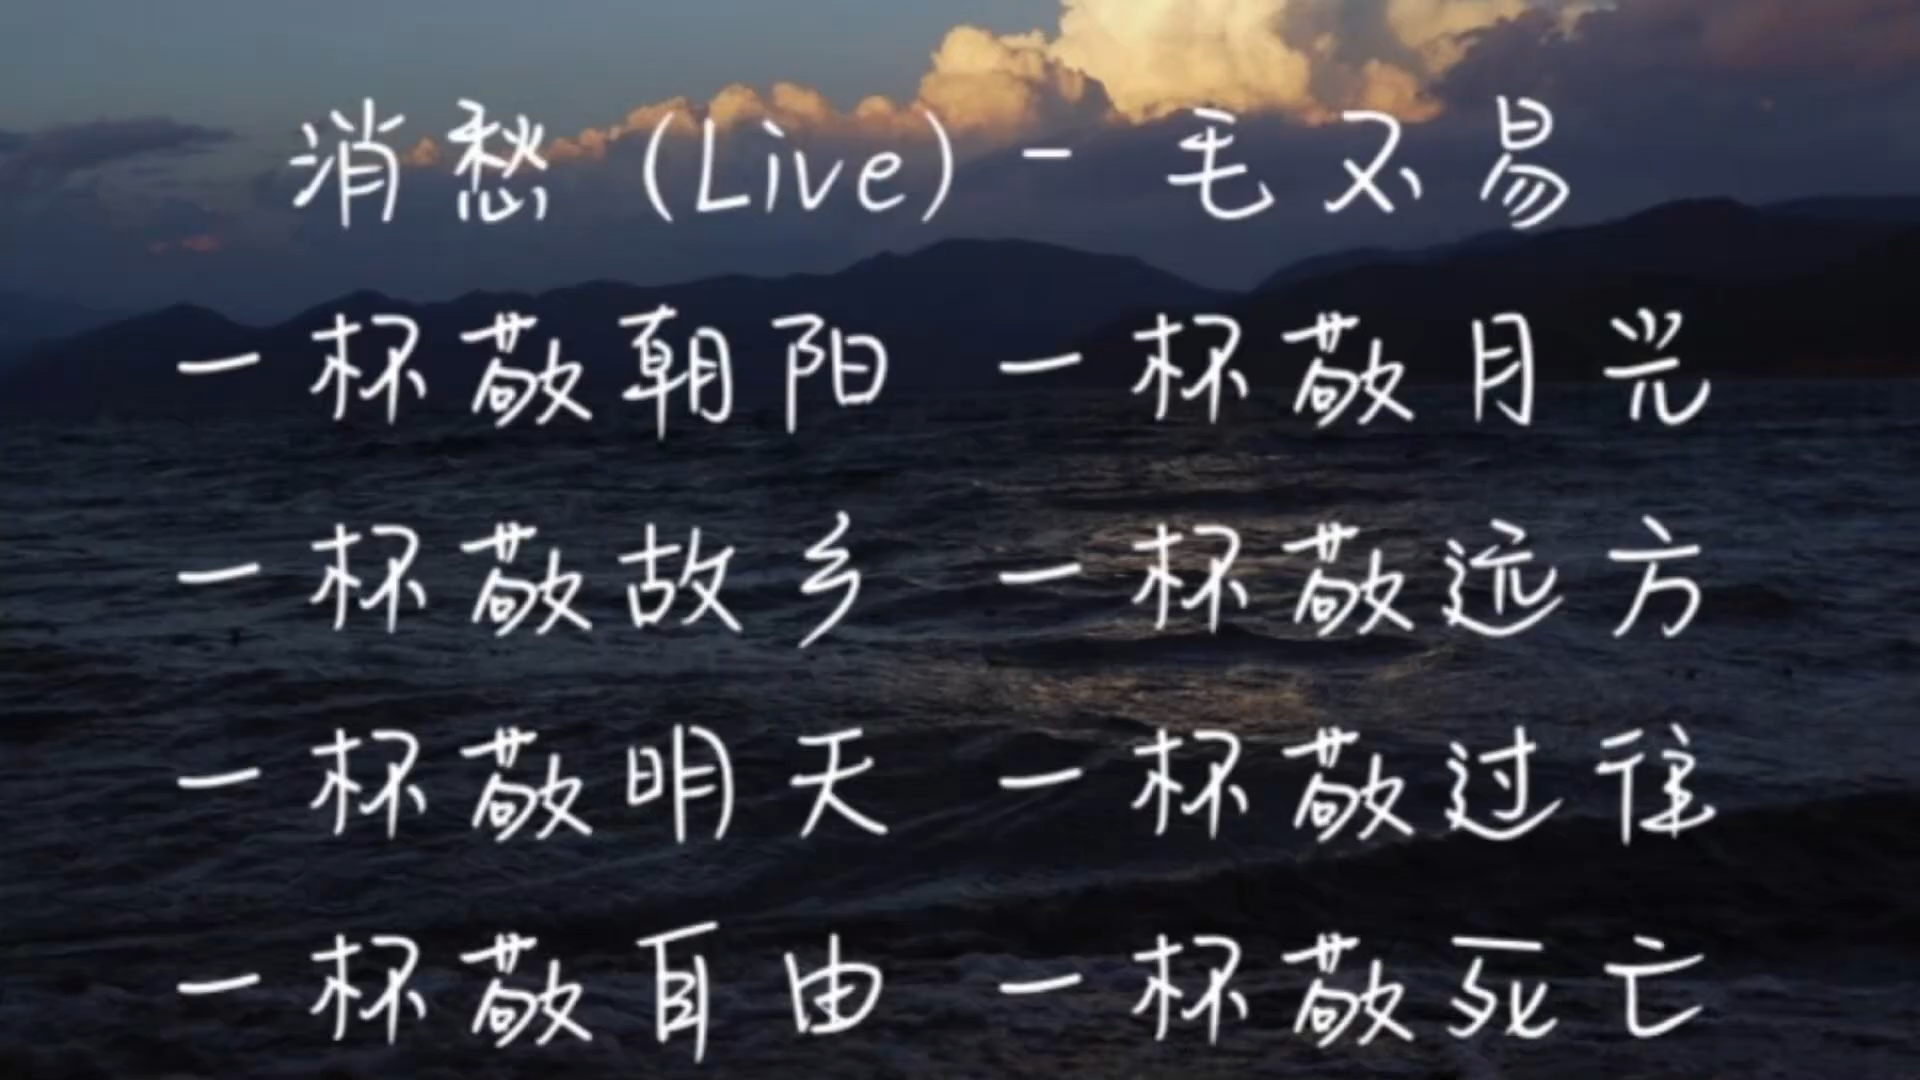 消愁 (Live) - 毛不易
一杯敬朝阳 一杯敬月光
一杯敬故乡 一杯敬远方
一杯敬明天 一杯敬过往
一杯敬自由 一杯敬死亡